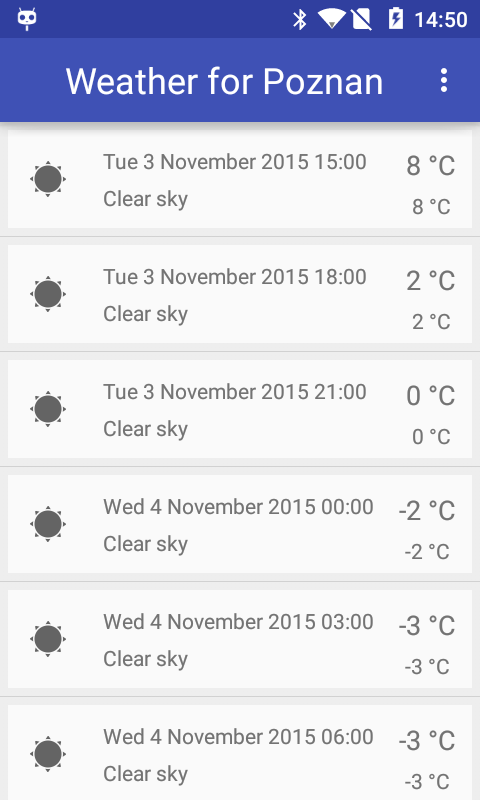 14:50
Weather for Poznan
Tue 3 November 2015 15:00 8 °C
Clear sky 8 °C
Tue 3 November 2015 18:00 2 °C
Clear sky 2 °C
Tue 3 November 2015 21:00 0 °C
Clear sky 0 °C
Wed 4 November 2015 00:00 -2 °C
Clear sky -2 °C
Wed 4 November 2015 03:00 -3 °C
Clear sky -3 °C
Wed 4 November 2015 06:00 -3 °C
Clear sky -3 °C